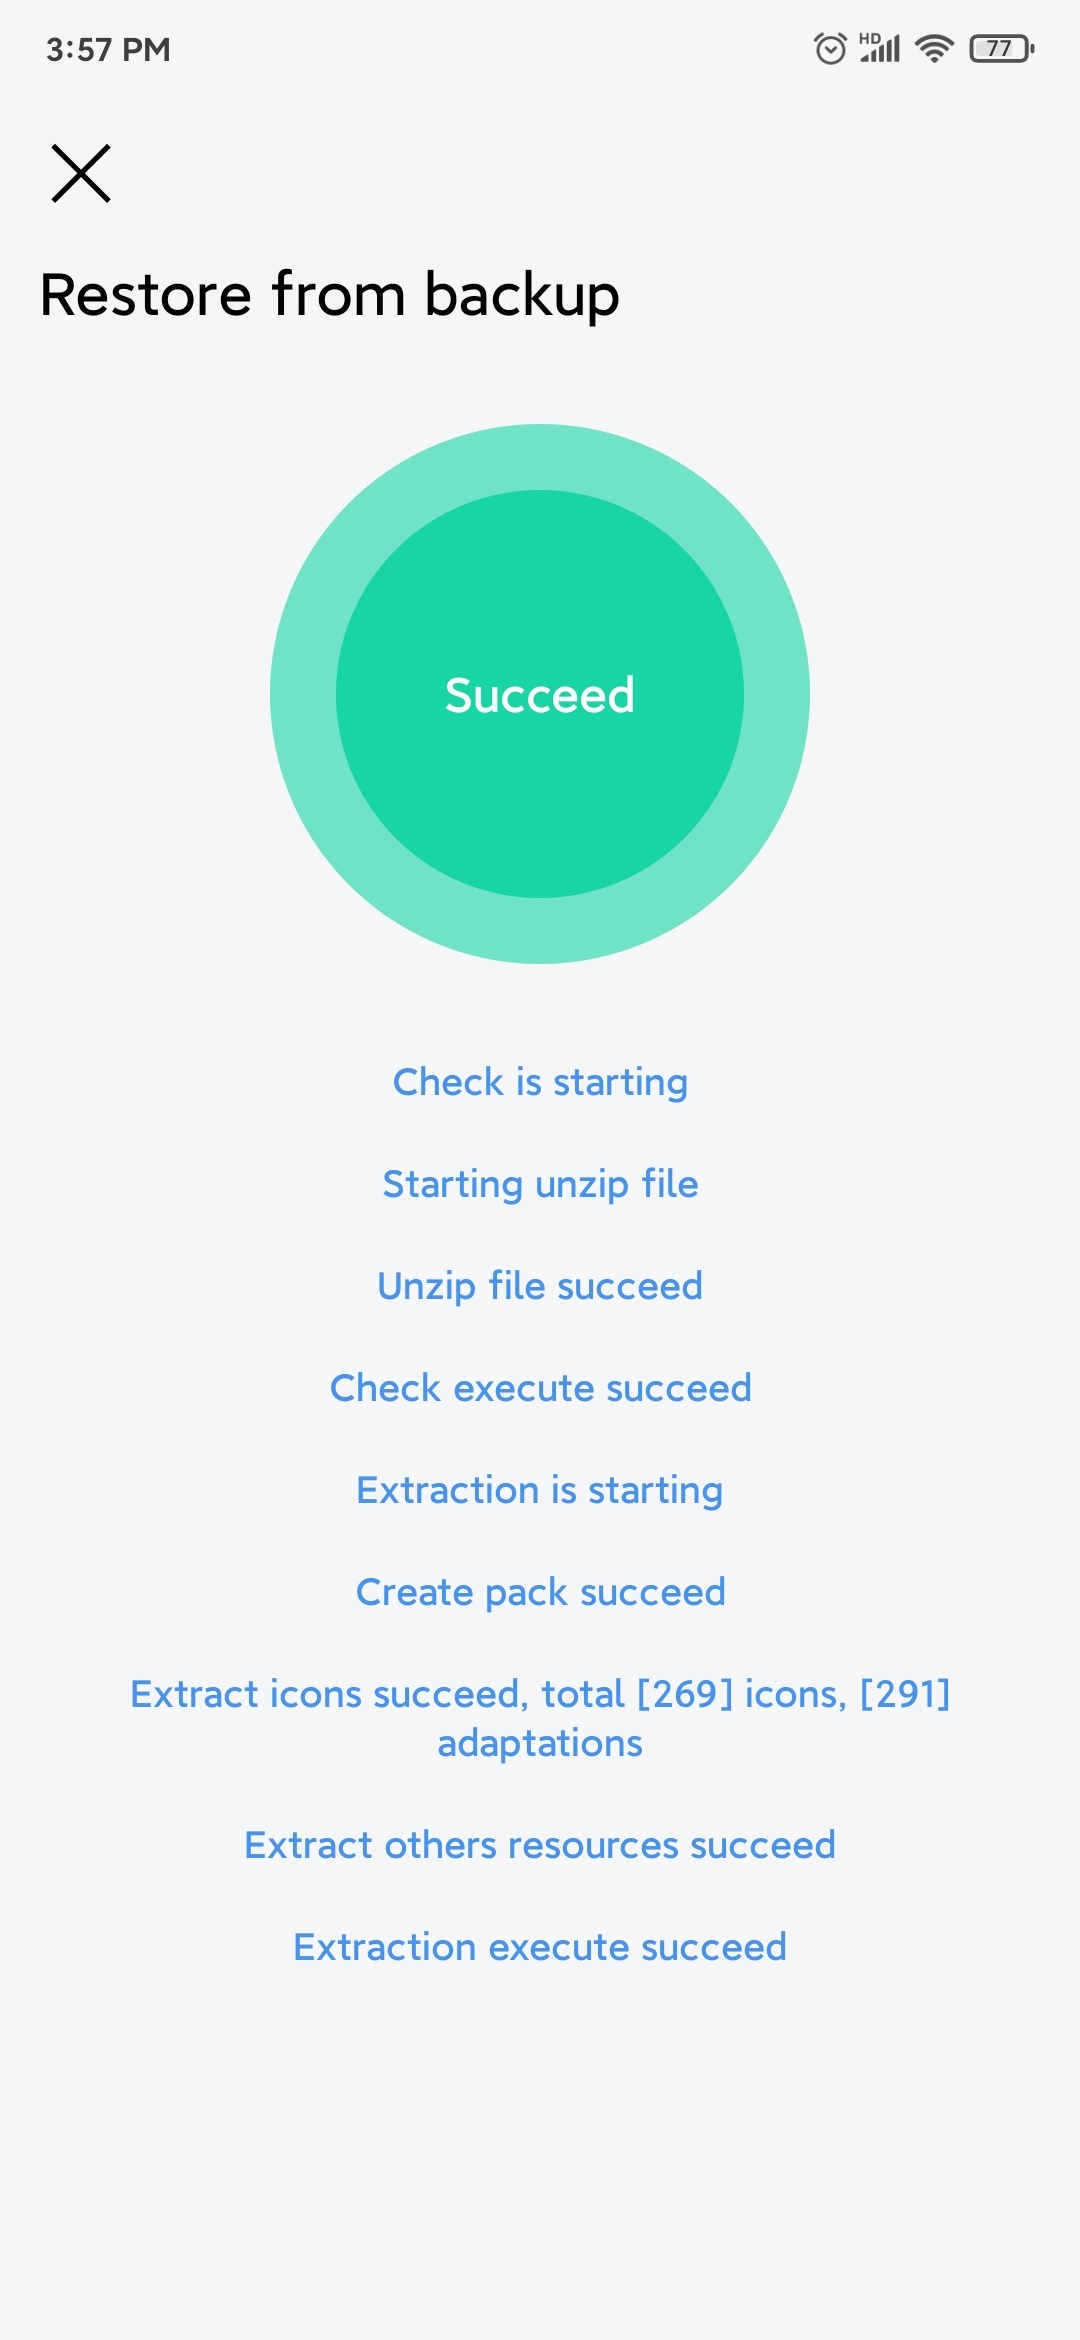 3:57 PM
HD
77
Restore from backup
Succeed
Check is starting
Starting unzip file
Unzip file succeed
Check execute succeed
Extraction is starting
Create pack succeed
Extract icons succeed, total [269] icons, [291]
adaptations
Extract others resources succeed
Extraction execute succeed